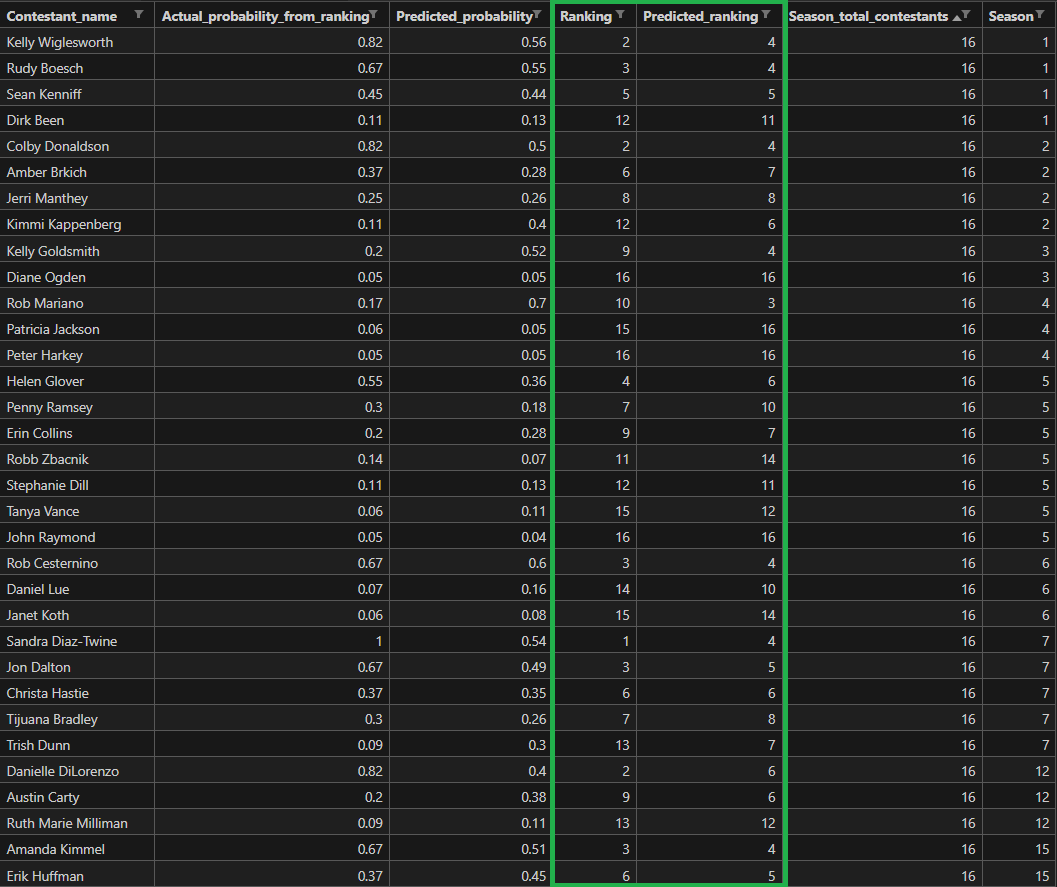 Contestant_name Actual_probability_from_ranking Predicted_probability Ranking Predicted_ranking Season_total_contestants Season
Kelly Wiglesworth 0.82 0.56 2 4 16 1
Rudy Boesch 0.67 0.55 3 4 16 1
Sean Kenniff 0.45 0.44 5 5 16 1
Dirk Been 0.11 0.13 12 11 16 1
Colby Donaldson 0.82 0.5 2 4 16 2
Amber Brkich 0.37 0.28 6 7 16 2
Jerri Manthey 0.25 0.26 8 8 16 2
Kimmi Kappenberg 0.11 0.4 12 6 16 2
Kelly Goldsmith 0.2 0.52 9 4 16 3
Diane Ogden 0.05 0.05 16 16 16 3
Rob Mariano 0.17 0.7 10 3 16 4
Patricia Jackson 0.06 0.05 15 16 16 4
Peter Harkey 0.05 0.05 16 16 16 4
Helen Glover 0.55 0.36 4 6 16 5
Penny Ramsey 0.3 0.18 7 10 16 5
Erin Collins 0.2 0.28 9 7 16 5
Robb Zbacnik 0.14 0.07 11 14 16 5
Stephanie Dill 0.11 0.13 12 11 16 5
Tanya Vance 0.06 0.11 15 12 16 5
John Raymond 0.05 0.04 16 16 16 5
Rob Cesternino 0.67 0.6 3 4 16 6
Daniel Lue 0.07 0.16 14 10 16 6
Janet Koth 0.06 0.08 15 14 16 6
Sandra Diaz-Twine 1 0.54 1 4 16 7
Jon Dalton 0.67 0.49 3 5 16 7
Christa Hastie 0.37 0.35 6 6 16 7
Tijuana Bradley 0.3 0.26 7 8 16 7
Trish Dunn 0.09 0.3 13 7 16 7
Danielle DiLorenzo 0.82 0.4 2 6 16 12
Austin Carty 0.2 0.38 9 6 16 12
Ruth Marie Milliman 0.09 0.11 13 12 16 12
Amanda Kimmel 0.67 0.51 3 4 16 15
Erik Huffman 0.37 0.45 6 5 16 15